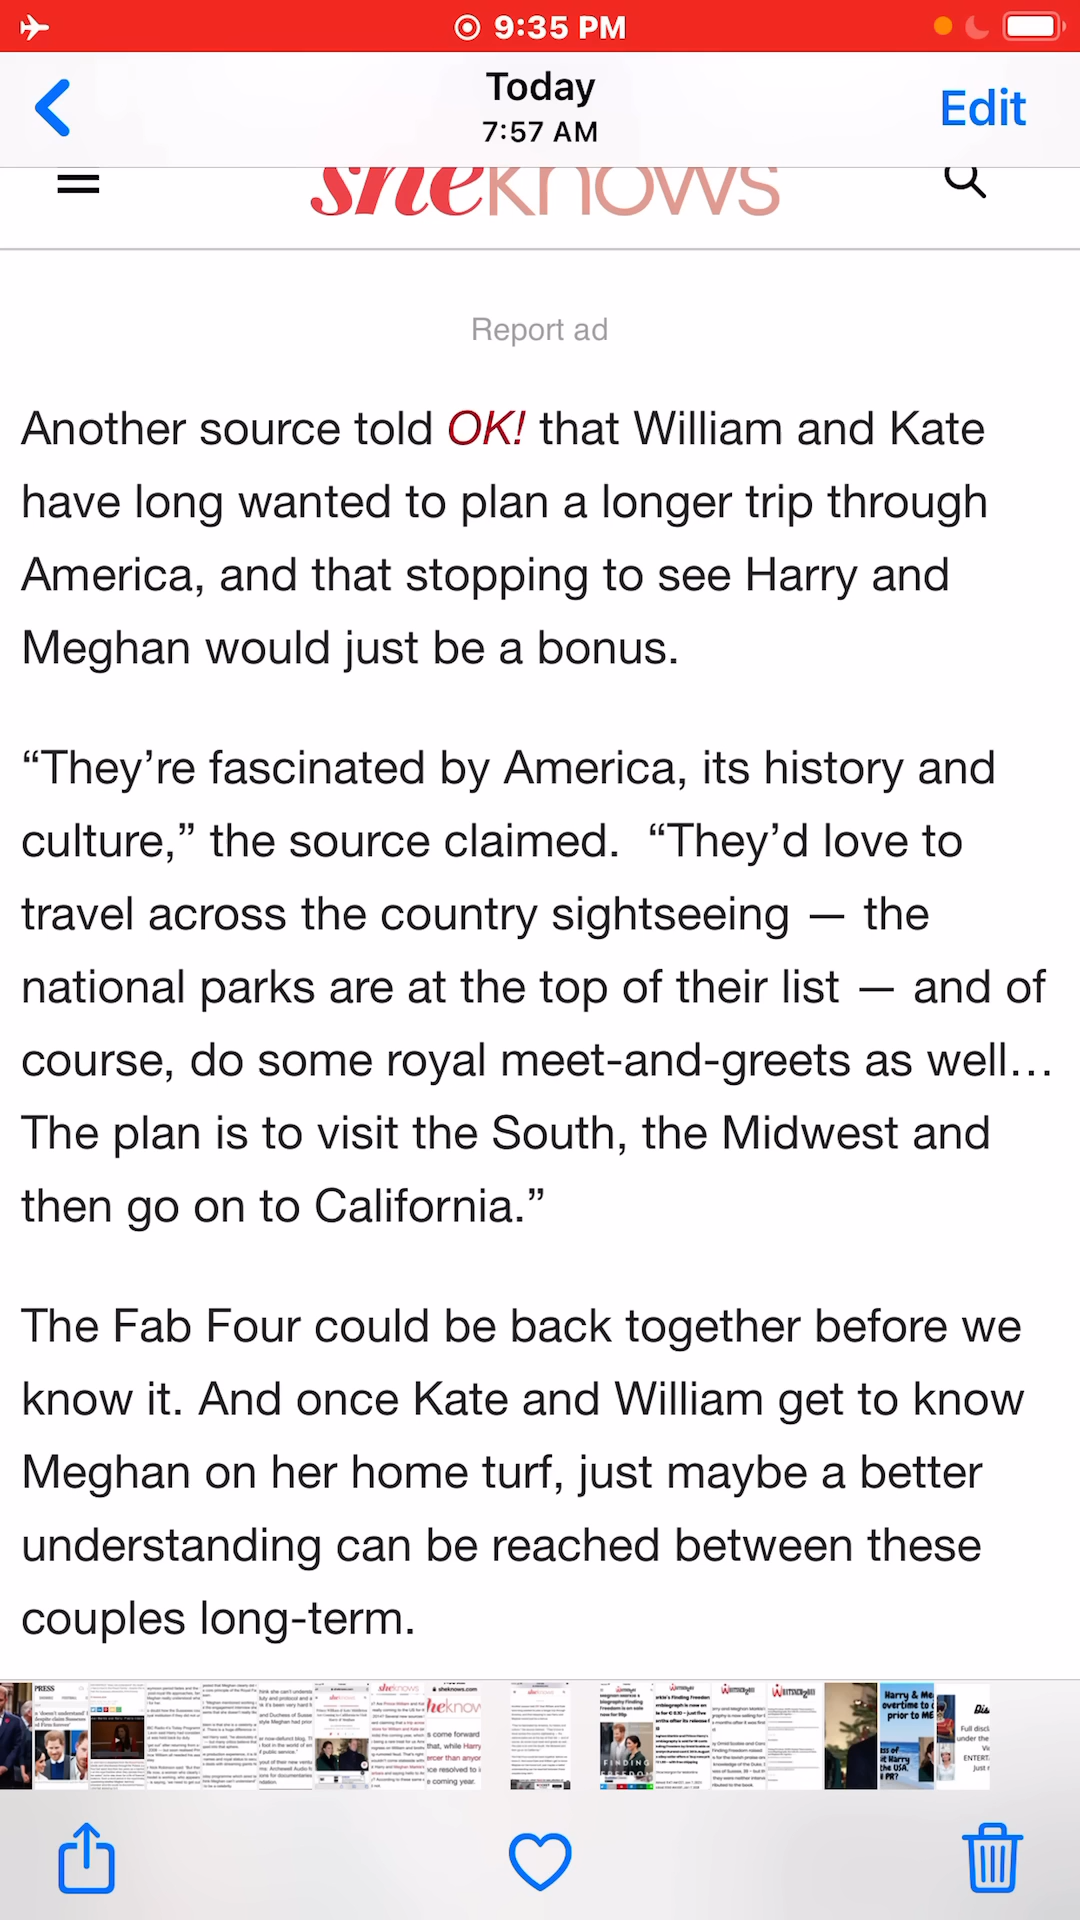 9:35 PM
Today
7:57 AM
Edit
sheknows
Report ad
Another source told OK! that William and Kate
have long wanted to plan a longer trip through
America, and that stopping to see Harry and
Meghan would just be a bonus.
“They’re fascinated by America, its history and
culture,” the source claimed.  “They’d love to
travel across the country sightseeing — the
national parks are at the top of their list — and of
course, do some royal meet-and-greets as well…
The plan is to visit the South, the Midwest and
then go on to California.”
The Fab Four could be back together before we
know it. And once Kate and William get to know
Meghan on her home turf, just maybe a better
understanding can be reached between these
couples long-term.